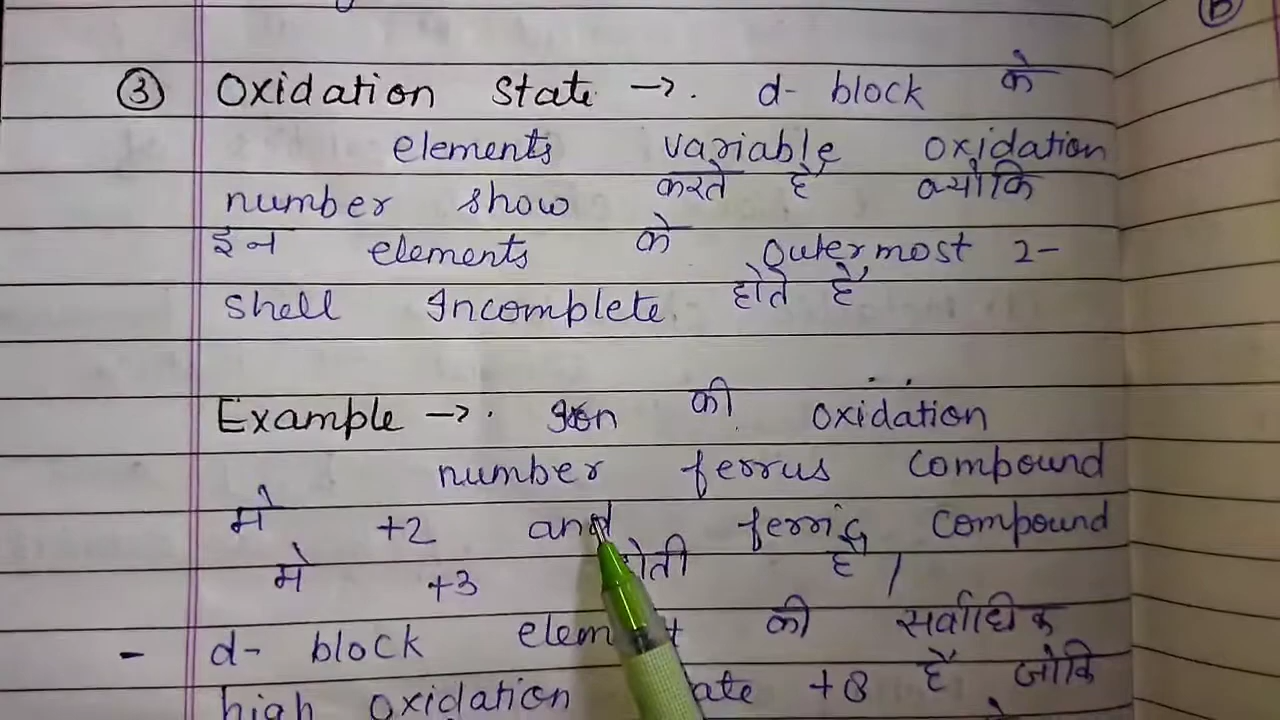 ③ Oxidation State →. d- block के
elements variable oxidation
number show करते है क्योंकि
इन elements के outermost 2-
shell Incomplete होते है
Example →. Iron की oxidation
number ferrus compound
मे +2 and ferric compound
मे +3 होती है /
- d- block element की सर्वाधिक
high oxidation +8 है जोकि